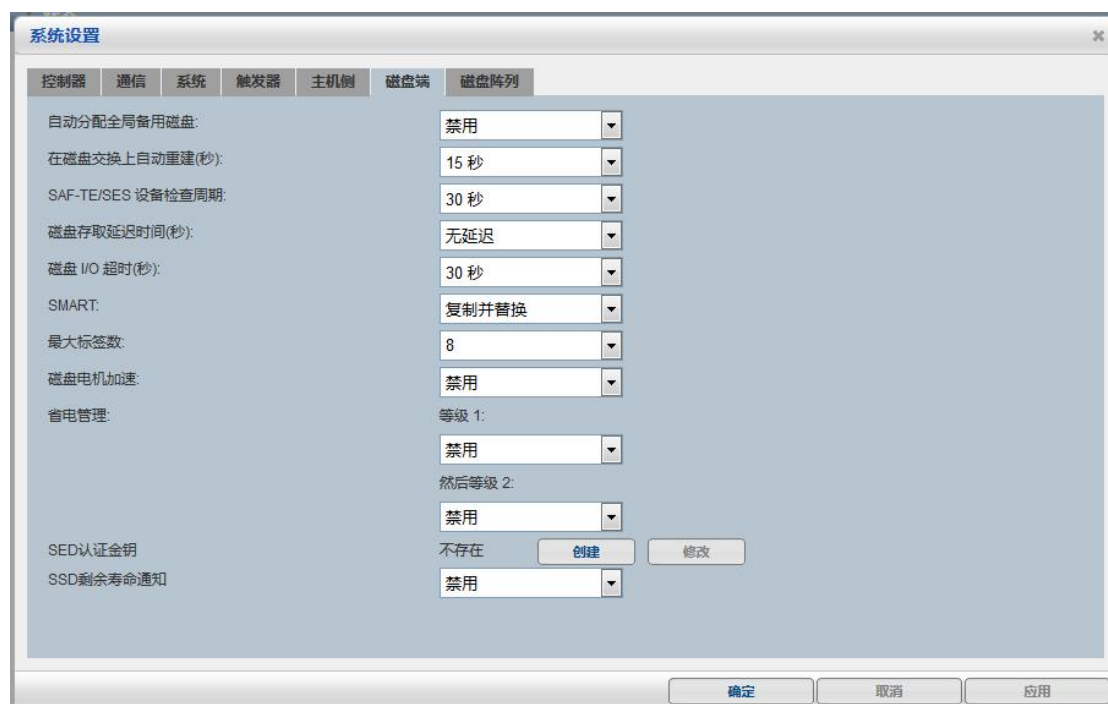 系统设置
控制器 通信 系统 触发器 主机侧 磁盘端 磁盘阵列
自动分配全局备用磁盘: 禁用
在磁盘交换上自动重建(秒): 15 秒
SAF-TE/SES 设备检查周期: 30 秒
磁盘存取延迟时间(秒): 无延迟
磁盘 I/O 超时(秒): 30 秒
SMART: 复制并替换
最大标签数: 8
磁盘电机加速: 禁用
省电管理: 等级 1:
禁用
然后等级 2:
禁用
SED认证金钥 不存在 创建 修改
SSD剩余寿命通知 禁用
确定 取消 应用